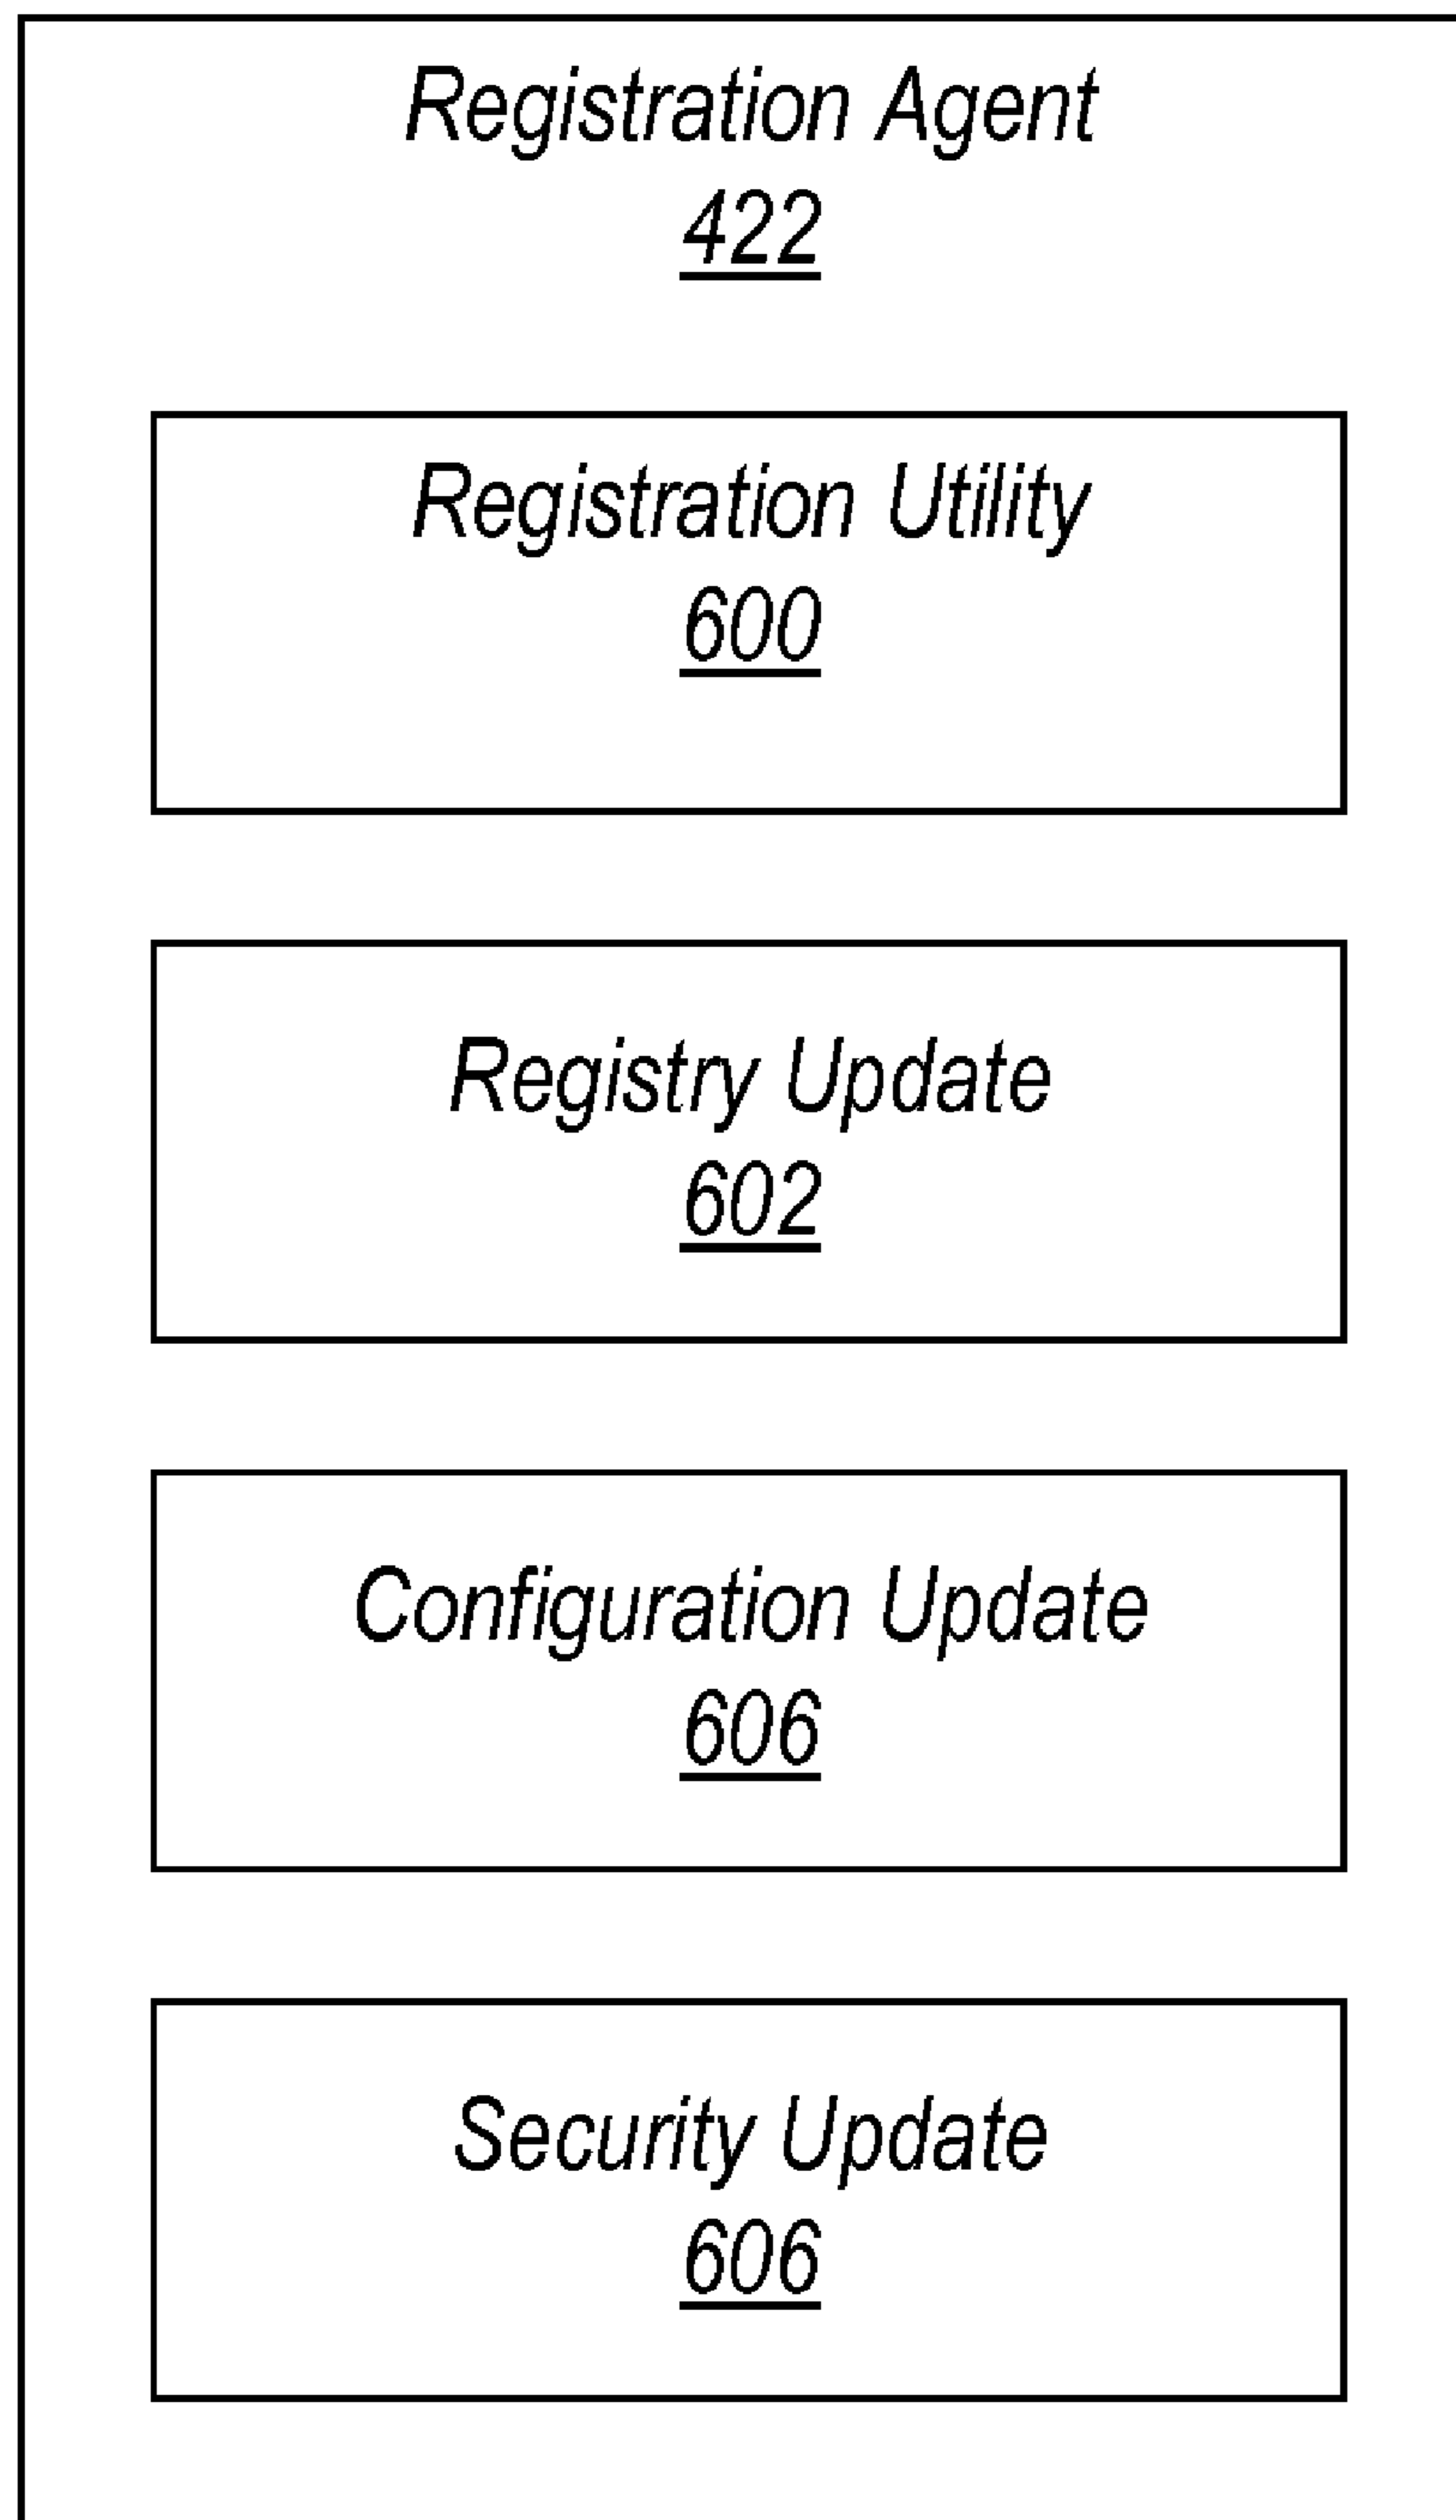 Registration Agent
422
Registration Utility
600
Registry Update
602
Configuration Update
606
Security Update
606